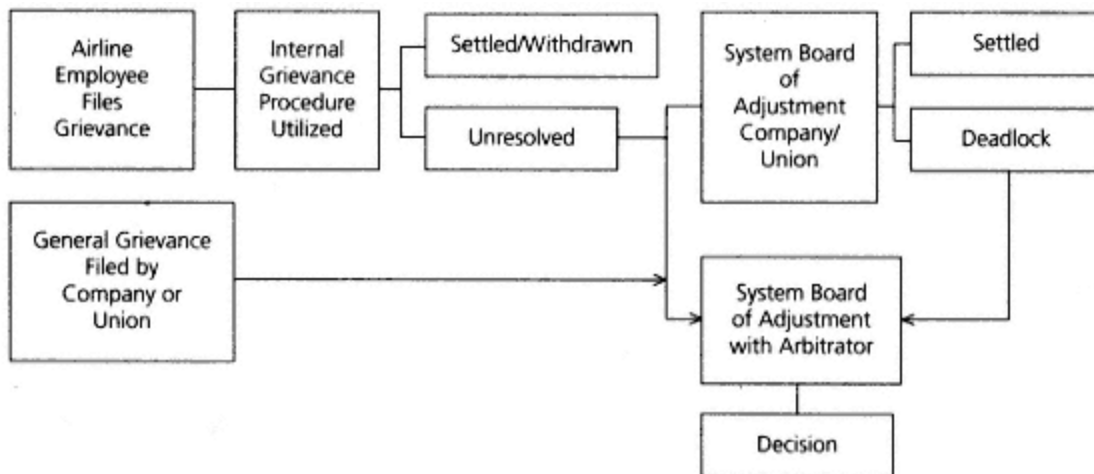 Airline
Employee
Files
Grievance
Internal
Grievance
Procedure
Utilized
Settled/Withdrawn
Unresolved
System Board
of
Adjustment
Company/
Union
Settled
Deadlock
General Grievance
Filed by
Company or
Union
System Board
of Adjustment
with Arbitrator
Decision